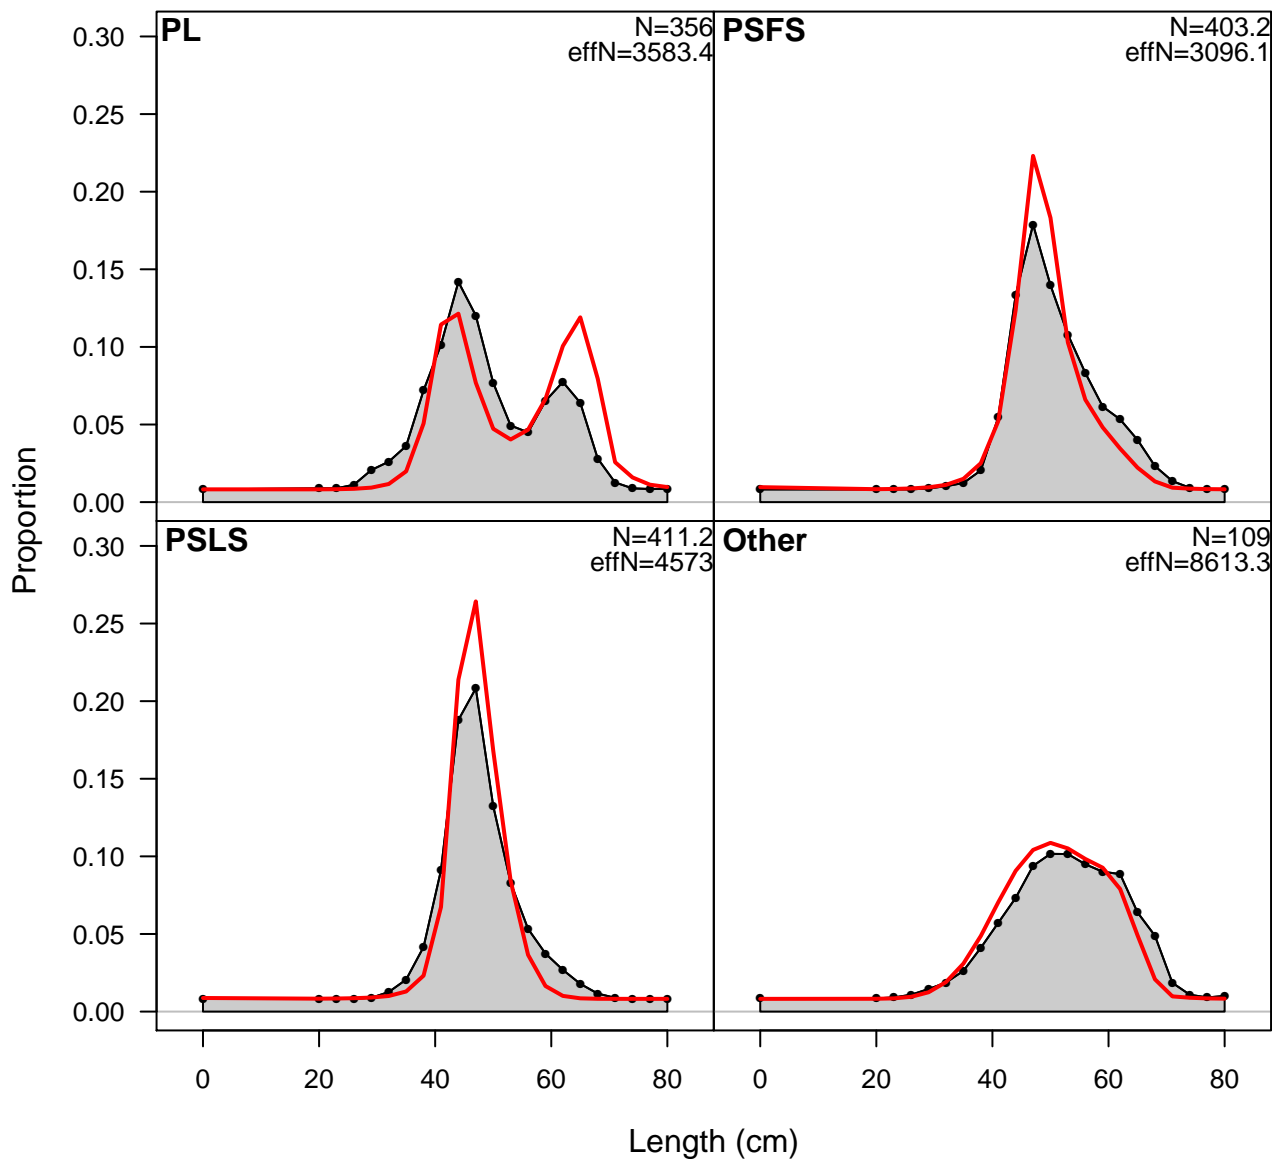 PL
N=356
effN=3583.4
PSFS
N=403.2
effN=3096.1
0.30
0.25
0.20
0.15
0.10
0.05
0.00
PSLS
N=411.2
effN=4573
Other
N=109
effN=8613.3
0.30
0.25
0.20
0.15
0.10
0.05
0.00
Proportion
0 20 40 60 80
0 20 40 60 80
Length (cm)